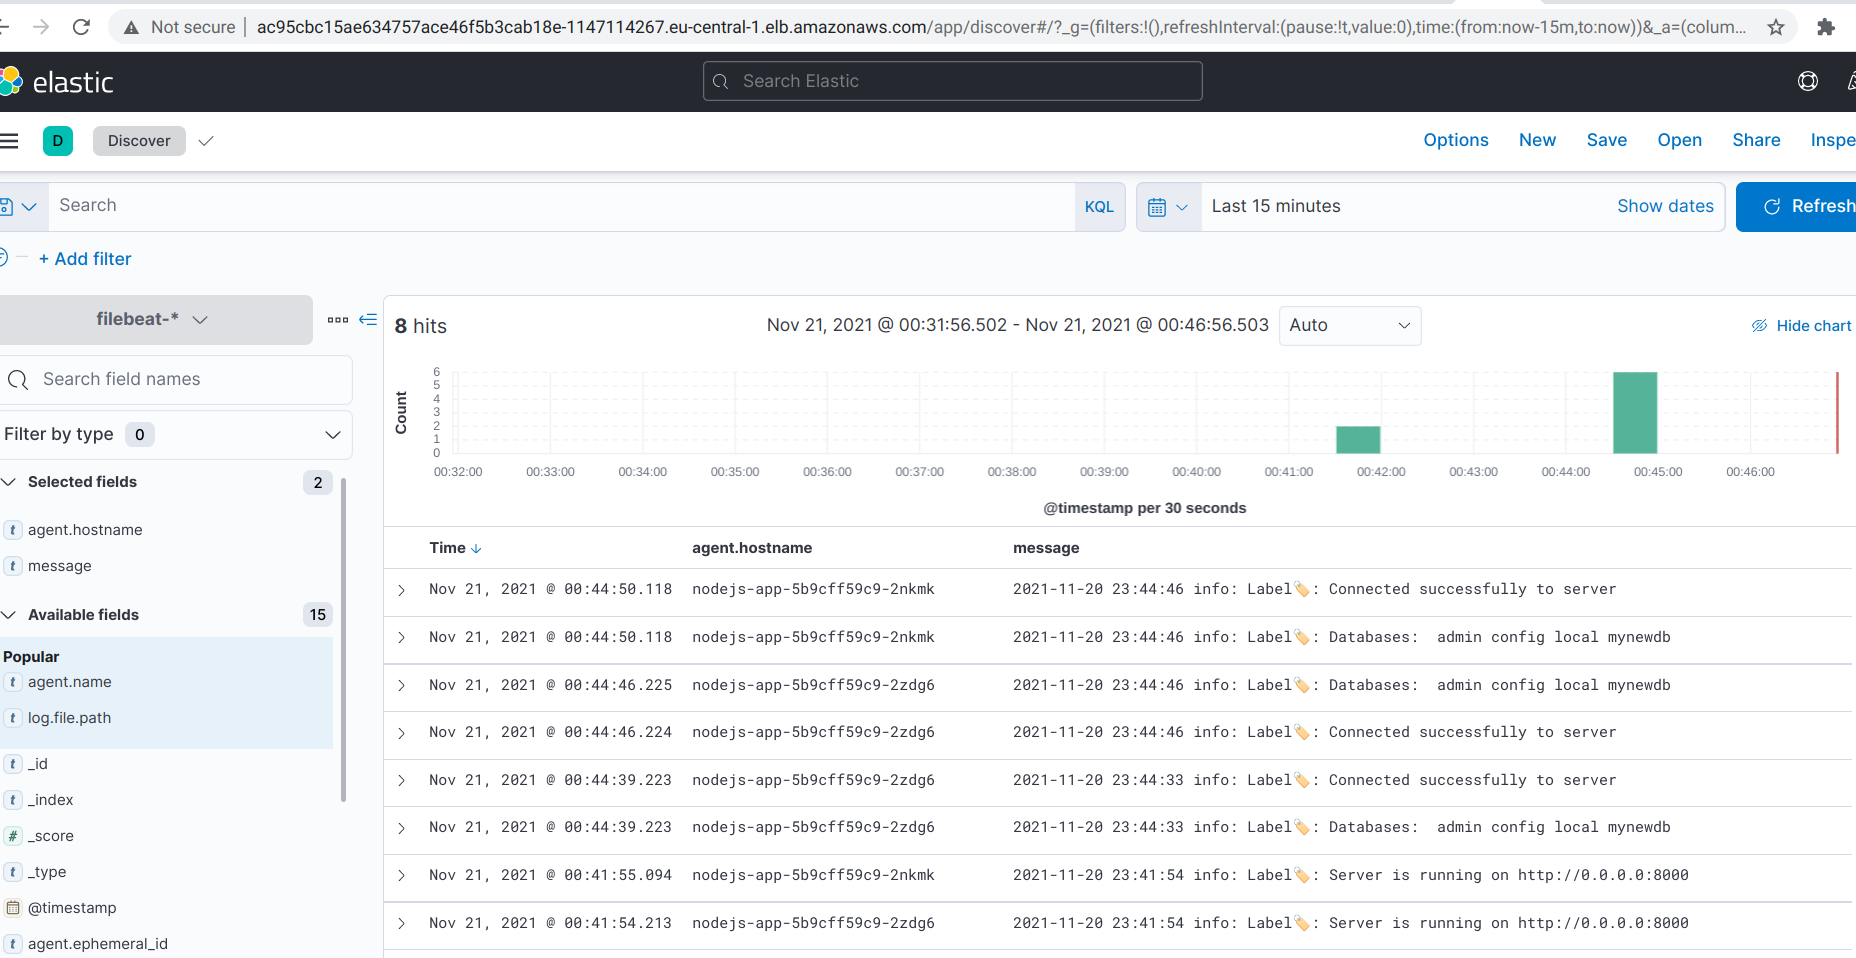 Not secure | ac95cbc15ae634757ace46f5b3cab18e-1147114267.eu-central-1.elb.amazonaws.com/app/discover#/?_g=(filters:!(),refreshInterval:(pause:!t,value:0),time:(from:now-15m,to:now))&_a=(colum...
elastic
Search Elastic
D Discover
Options New Save Open Share Inspe
Search KQL Last 15 minutes Show dates Refresh
+ Add filter
filebeat-*
8 hits Nov 21, 2021 @ 00:31:56.502 - Nov 21, 2021 @ 00:46:56.503 Auto Hide chart
Search field names
Filter by type 0
Selected fields 2
t agent.hostname
t message
Available fields 15
Popular
t agent.name
t log.file.path
t _id
t _index
# _score
t _type
@timestamp
t agent.ephemeral_id
Count
6
5
4
3
2
1
0
00:32:00 00:33:00 00:34:00 00:35:00 00:36:00 00:37:00 00:38:00 00:39:00 00:40:00 00:41:00 00:42:00 00:43:00 00:44:00 00:45:00 00:46:00
@timestamp per 30 seconds
Time agent.hostname message
Nov 21, 2021 @ 00:44:50.118 nodejs-app-5b9cff59c9-2nkmk 2021-11-20 23:44:46 info: Label🏷️: Connected successfully to server
Nov 21, 2021 @ 00:44:50.118 nodejs-app-5b9cff59c9-2nkmk 2021-11-20 23:44:46 info: Label🏷️: Databases:  admin config local mynewdb
Nov 21, 2021 @ 00:44:46.225 nodejs-app-5b9cff59c9-2zdg6 2021-11-20 23:44:46 info: Label🏷️: Databases:  admin config local mynewdb
Nov 21, 2021 @ 00:44:46.224 nodejs-app-5b9cff59c9-2zdg6 2021-11-20 23:44:46 info: Label🏷️: Connected successfully to server
Nov 21, 2021 @ 00:44:39.223 nodejs-app-5b9cff59c9-2zdg6 2021-11-20 23:44:33 info: Label🏷️: Connected successfully to server
Nov 21, 2021 @ 00:44:39.223 nodejs-app-5b9cff59c9-2zdg6 2021-11-20 23:44:33 info: Label🏷️: Databases:  admin config local mynewdb
Nov 21, 2021 @ 00:41:55.094 nodejs-app-5b9cff59c9-2nkmk 2021-11-20 23:41:54 info: Label🏷️: Server is running on http://0.0.0.0:8000
Nov 21, 2021 @ 00:41:54.213 nodejs-app-5b9cff59c9-2zdg6 2021-11-20 23:41:54 info: Label🏷️: Server is running on http://0.0.0.0:8000